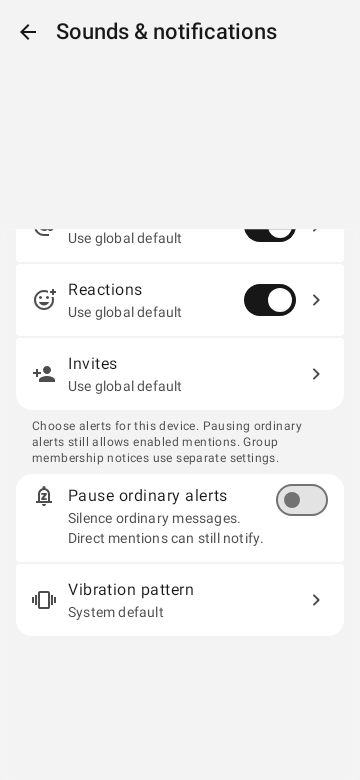 Sounds & notifications
Use global default
Reactions
Use global default
Invites
Use global default
Choose alerts for this device. Pausing ordinary
alerts still allows enabled mentions. Group
membership notices use separate settings.
Pause ordinary alerts
Silence ordinary messages.
Direct mentions can still notify.
Vibration pattern
System default